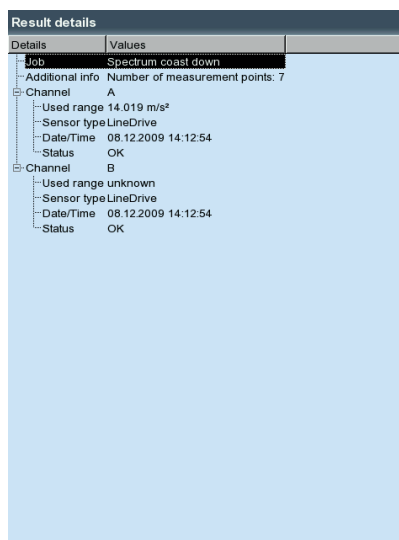 Result details
Details Values
Job Spectrum coast down
Additional info Number of measurement points: 7
Channel A
Used range 14.019 m/s²
Sensor type LineDrive
Date/Time 08.12.2009 14:12:54
Status OK
Channel B
Used range unknown
Sensor type LineDrive
Date/Time 08.12.2009 14:12:54
Status OK